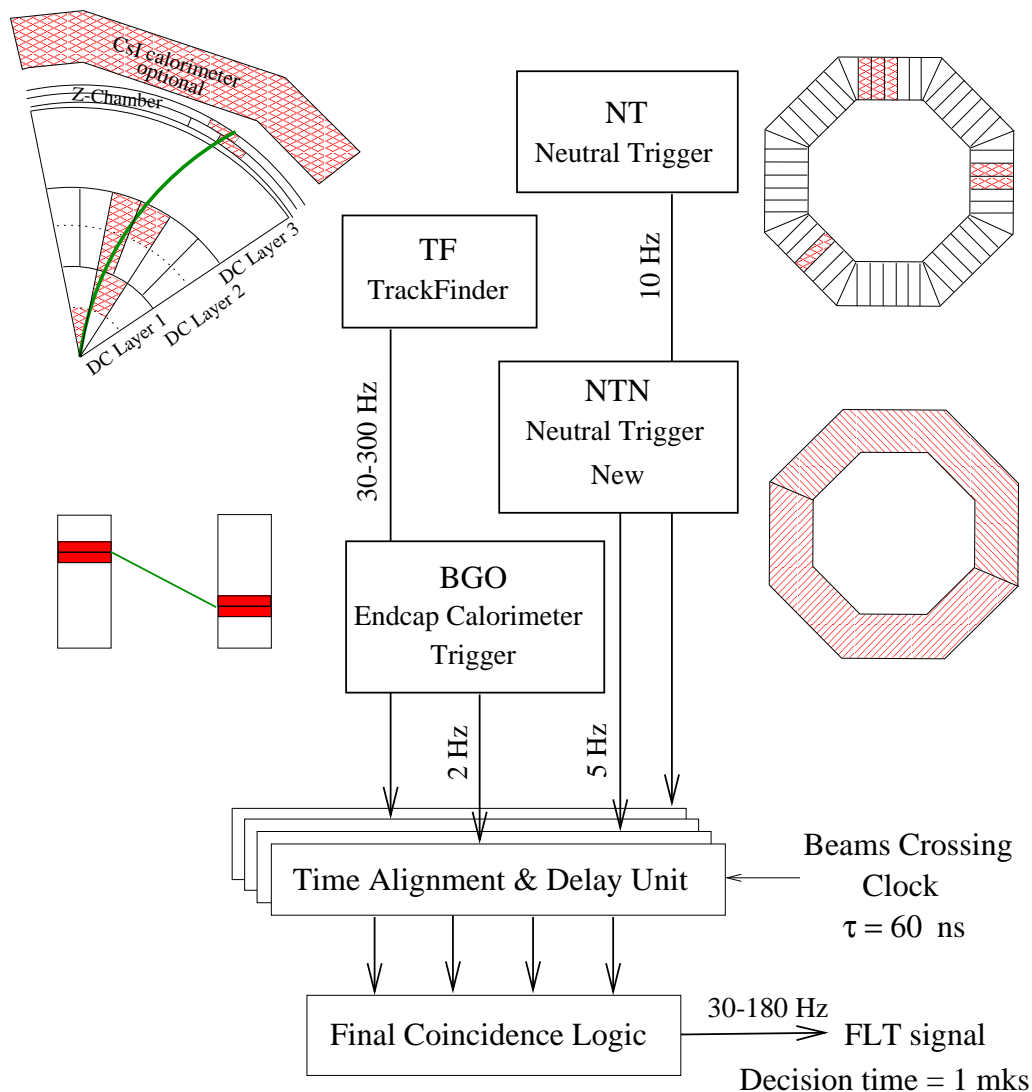 CsI calorimeter
optional
Z-Chamber
DC Layer 1
DC Layer 2
DC Layer 3
NT
Neutral Trigger
TF
TrackFinder
10 Hz
NTN
Neutral Trigger
New
30-300 Hz
BGO
Endcap Calorimeter
Trigger
2 Hz
5 Hz
Time Alignment & Delay Unit
Beams Crossing
Clock
τ = 60 ns
Final Coincidence Logic
30-180 Hz
FLT signal
Decision time = 1 mks